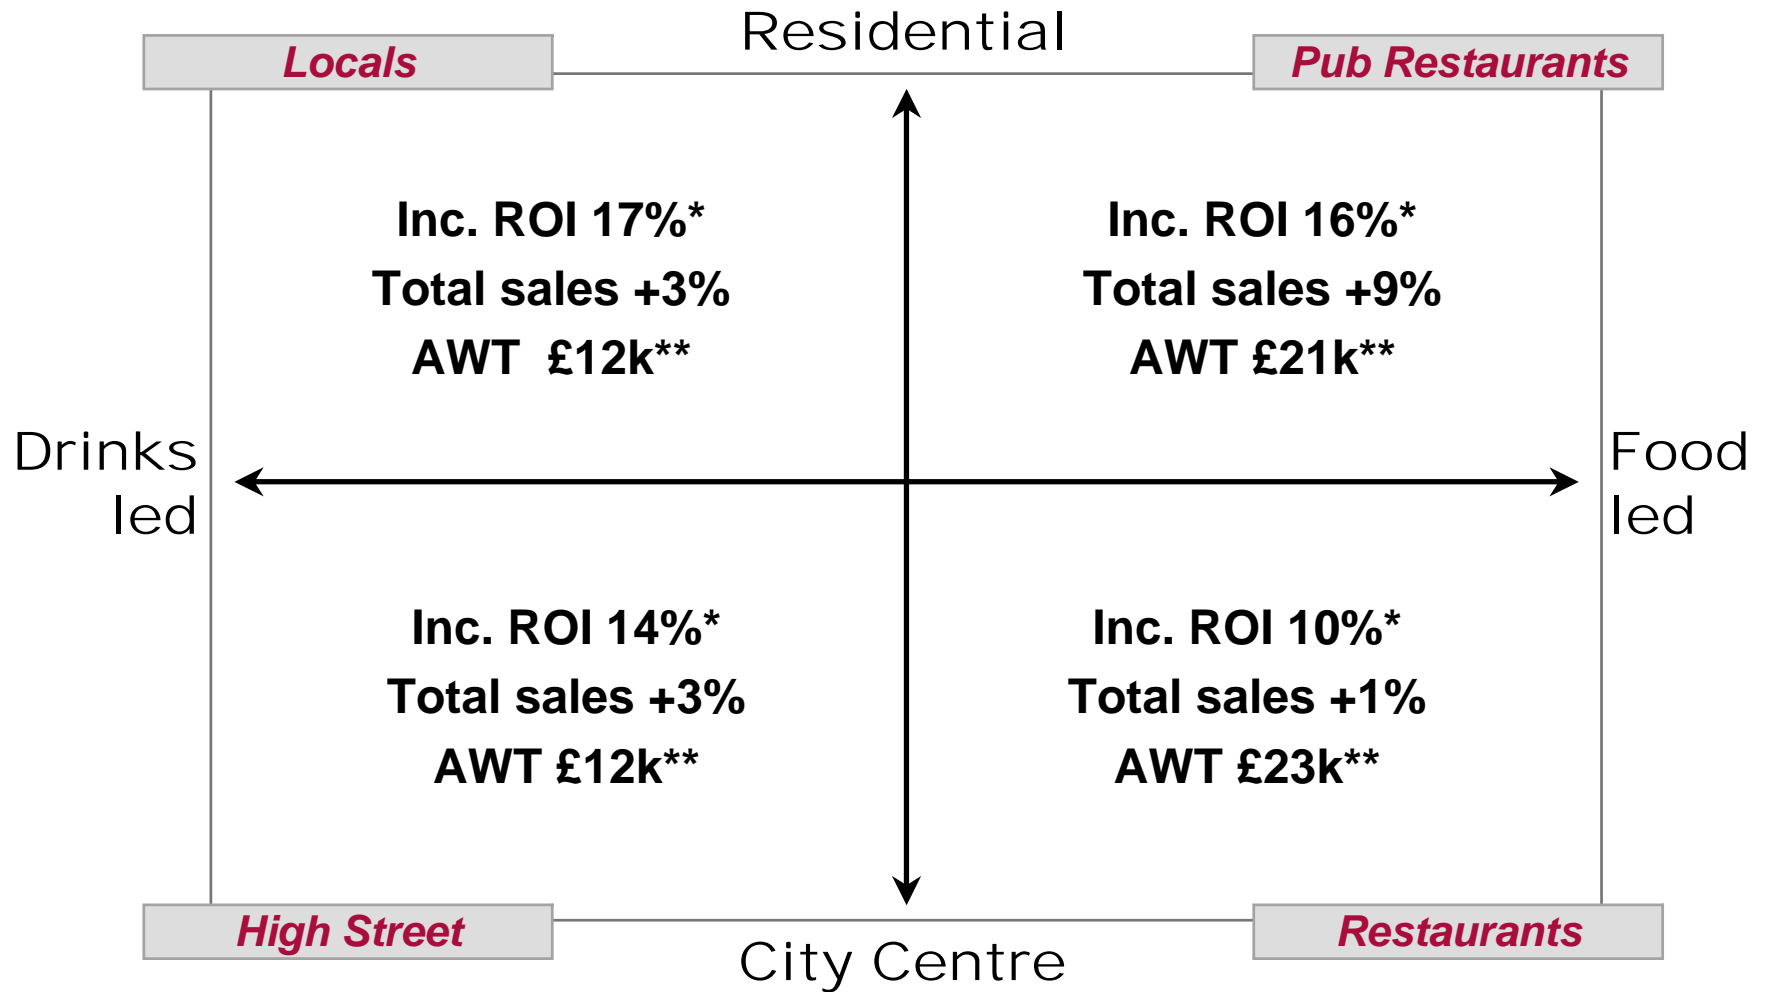 Residential
Locals
Pub Restaurants
Inc. ROI 17%*
Total sales +3%
AWT £12k**
Inc. ROI 16%*
Total sales +9%
AWT £21k**
Drinks
led
Food
led
Inc. ROI 14%*
Total sales +3%
AWT £12k**
Inc. ROI 10%*
Total sales +1%
AWT £23k**
High Street
Restaurants
City Centre